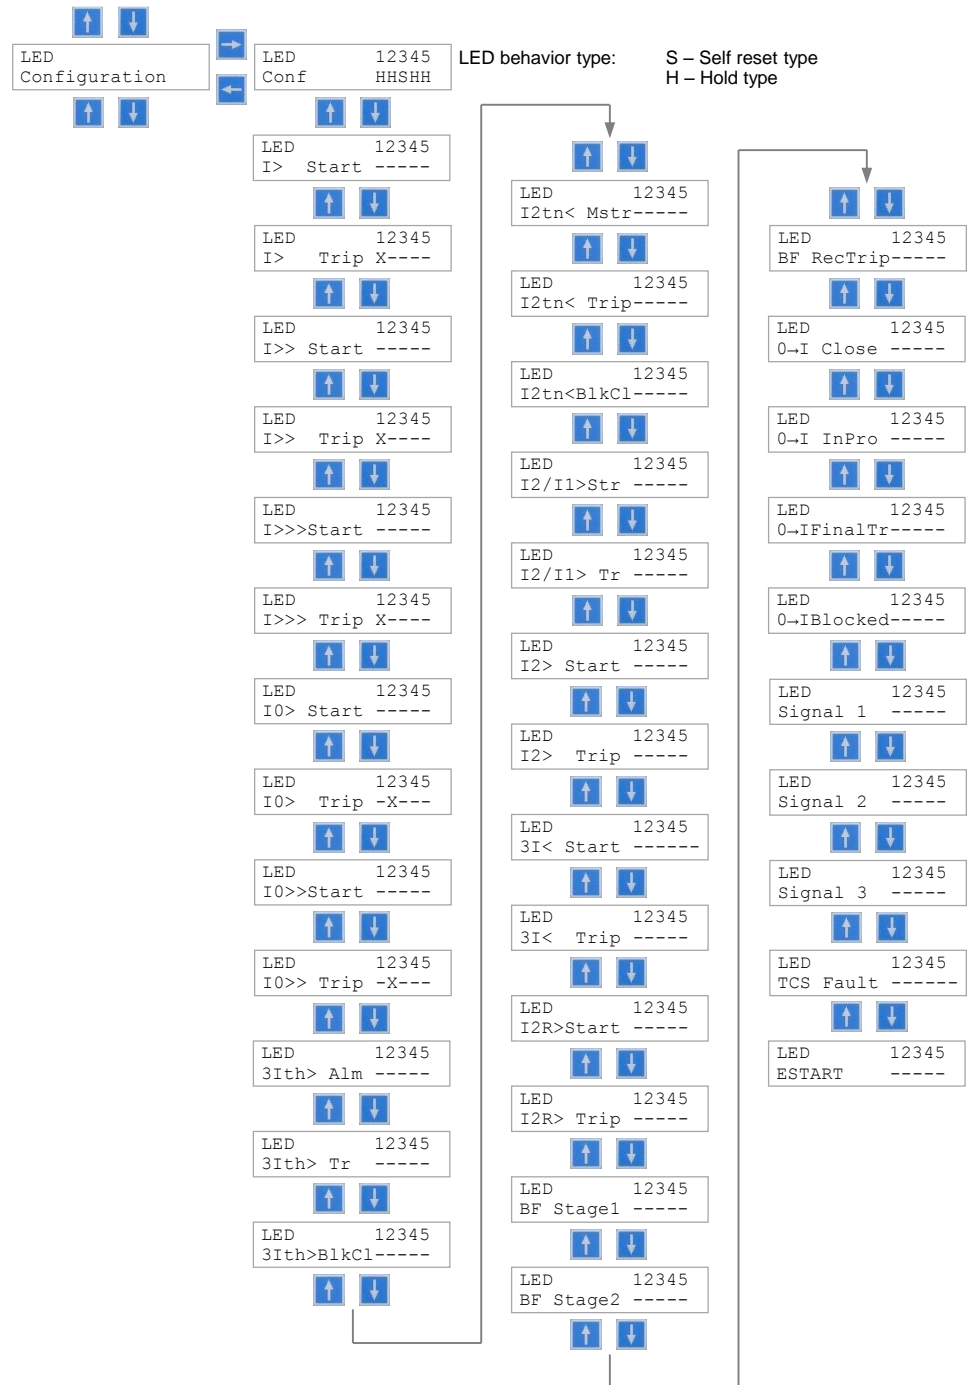 LED
Configuration
LED 12345
Conf HHSHH
LED behavior type: S – Self reset type
H – Hold type
LED 12345
I> Start -----
LED 12345
I> Trip X----
LED 12345
I>> Start -----
LED 12345
I>> Trip X----
LED 12345
I>>>Start -----
LED 12345
I>>> Trip X----
LED 12345
I0> Start -----
LED 12345
I0> Trip -X---
LED 12345
I0>>Start -----
LED 12345
I0>> Trip -X---
LED 12345
3Ith> Alm -----
LED 12345
3Ith> Tr -----
LED 12345
3Ith>BlkCl-----
LED 12345
I2tn< Mstr-----
LED 12345
I2tn< Trip-----
LED 12345
I2tn<BlkCl-----
LED 12345
I2/I1>Str -----
LED 12345
I2/I1> Tr -----
LED 12345
I2> Start -----
LED 12345
I2> Trip -----
LED 12345
3I< Start ------
LED 12345
3I< Trip -----
LED 12345
I2R>Start -----
LED 12345
I2R> Trip -----
LED 12345
BF Stage1 -----
LED 12345
BF Stage2 -----
LED 12345
BF RecTrip-----
LED 12345
0→I Close -----
LED 12345
0→I InPro -----
LED 12345
0→IFinalTr-----
LED 12345
0→IBlocked-----
LED 12345
Signal 1 -----
LED 12345
Signal 2 -----
LED 12345
Signal 3 -----
LED 12345
TCS Fault ------
LED 12345
ESTART -----